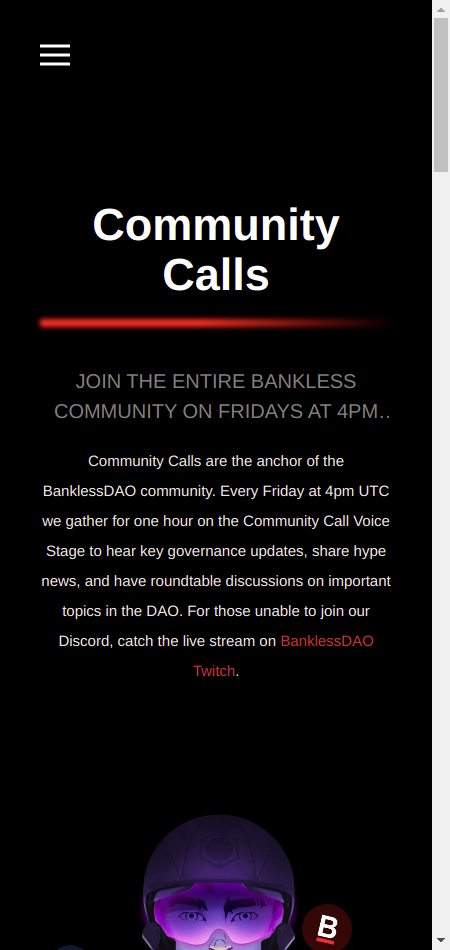 Community
Calls
JOIN THE ENTIRE BANKLESS
COMMUNITY ON FRIDAYS AT 4PM..
Community Calls are the anchor of the
BanklessDAO community. Every Friday at 4pm UTC
we gather for one hour on the Community Call Voice
Stage to hear key governance updates, share hype
news, and have roundtable discussions on important
topics in the DAO. For those unable to join our
Discord, catch the live stream on BanklessDAO
Twitch.
B